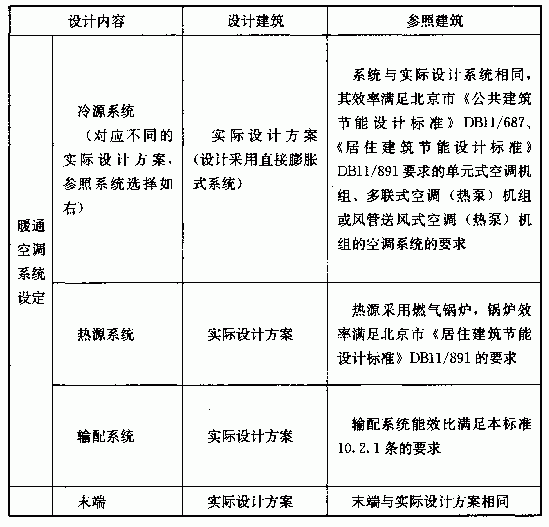 设计内容 设计建筑 参照建筑
暖通
空调
系统
设定
冷源系统
（对应不同的
实际设计方案，
参照系统选择如
右）
实际设计方案
（设计采用直接膨胀
式系统）
系统与实际设计系统相同，
其效率满足北京市《公共建筑
节能设计标准》DB11/687、
《居住建筑节能设计标准》
DB11/891要求的单元式空调机
组、多联式空调（热泵）机组
或风管送风式空调（热泵）机
组的空调系统的要求
热源系统
实际设计方案
热源采用燃气锅炉，锅炉效
率满足北京市《居住建筑节能
设计标准》DB11/891的要求
输配系统
实际设计方案
输配系统能效比满足本标准
10.2.1条的要求
末端 实际设计方案 末端与实际设计方案相同